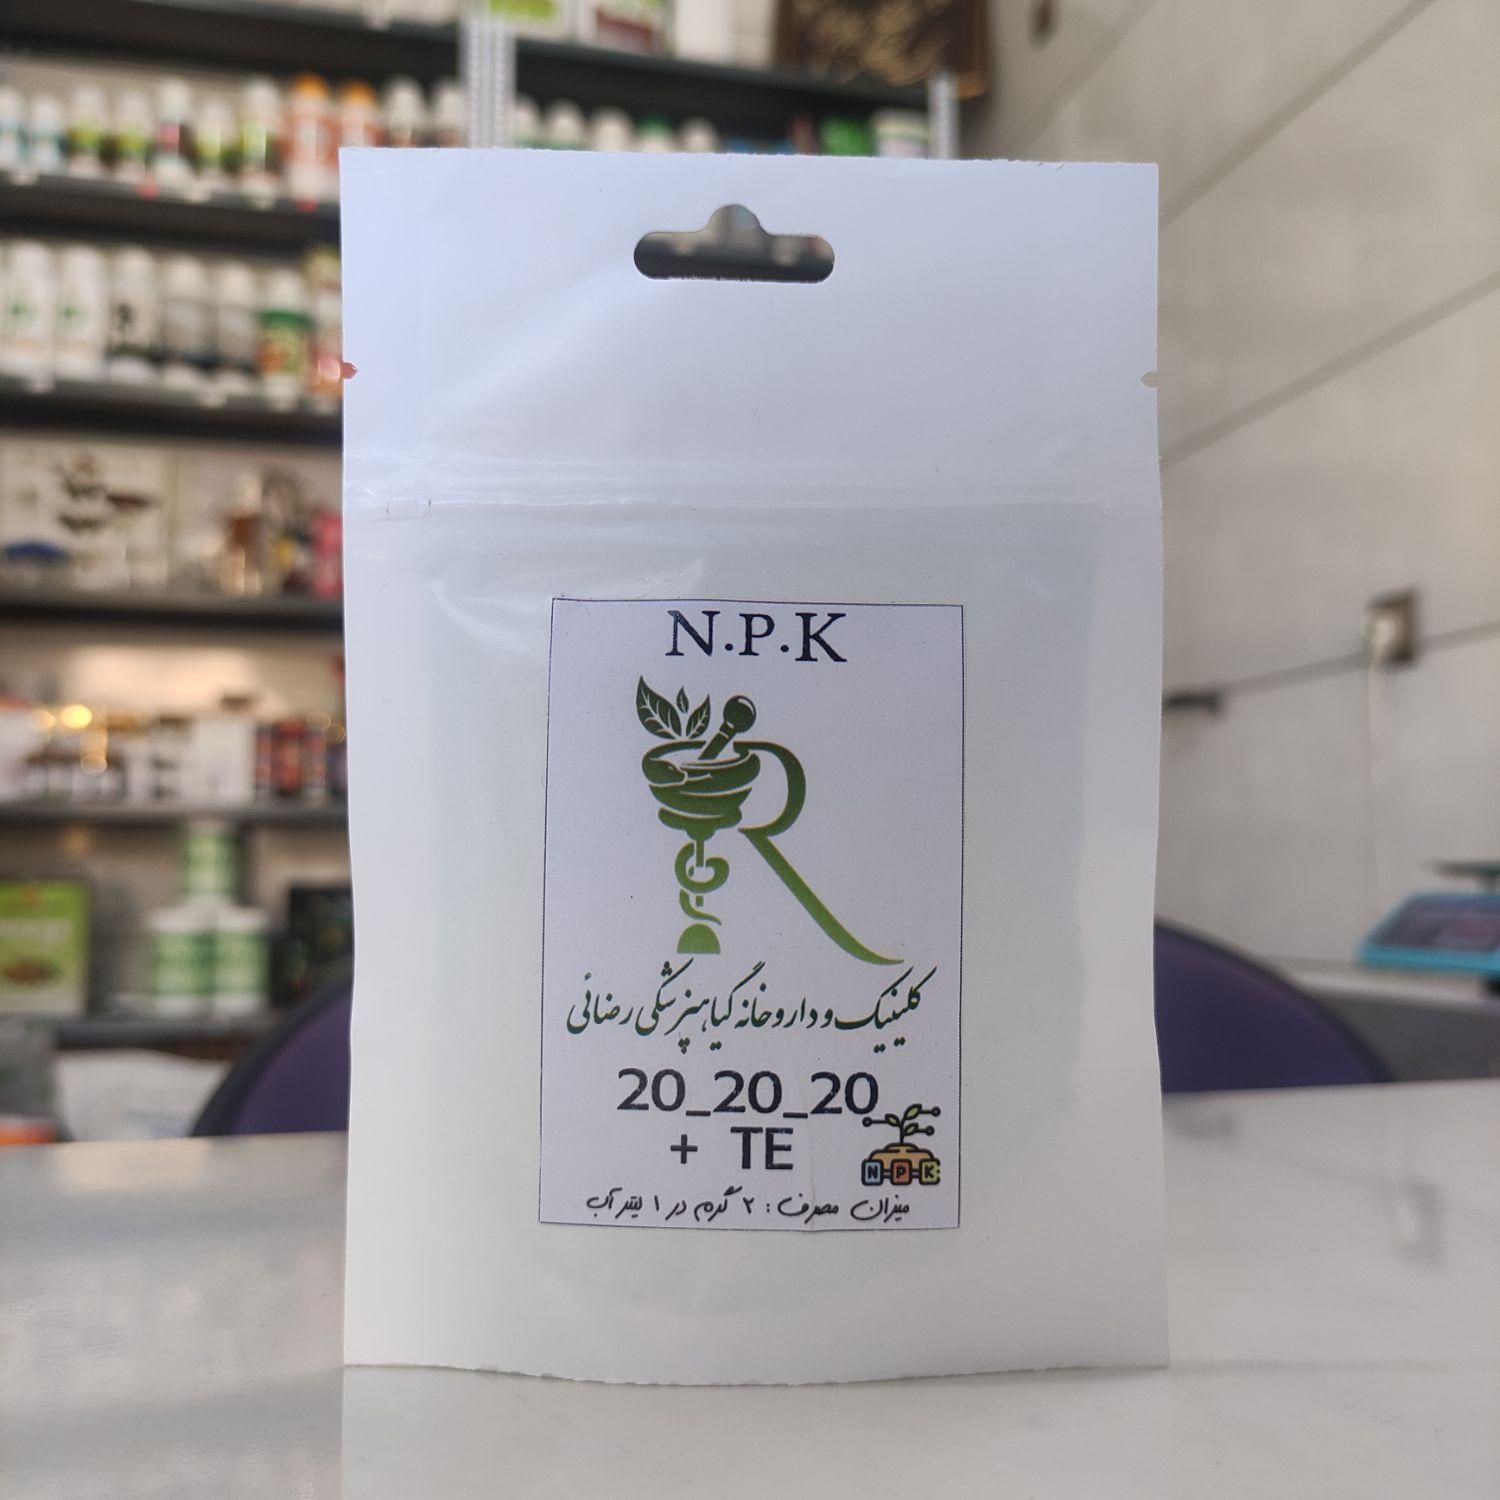 N.P.K
کلینیک و داروخانه گیاهپزشکی رضائی
20_20_20
+ TE
N P K
میزان مصرف : ۲ گرم در ۱ لیتر آب